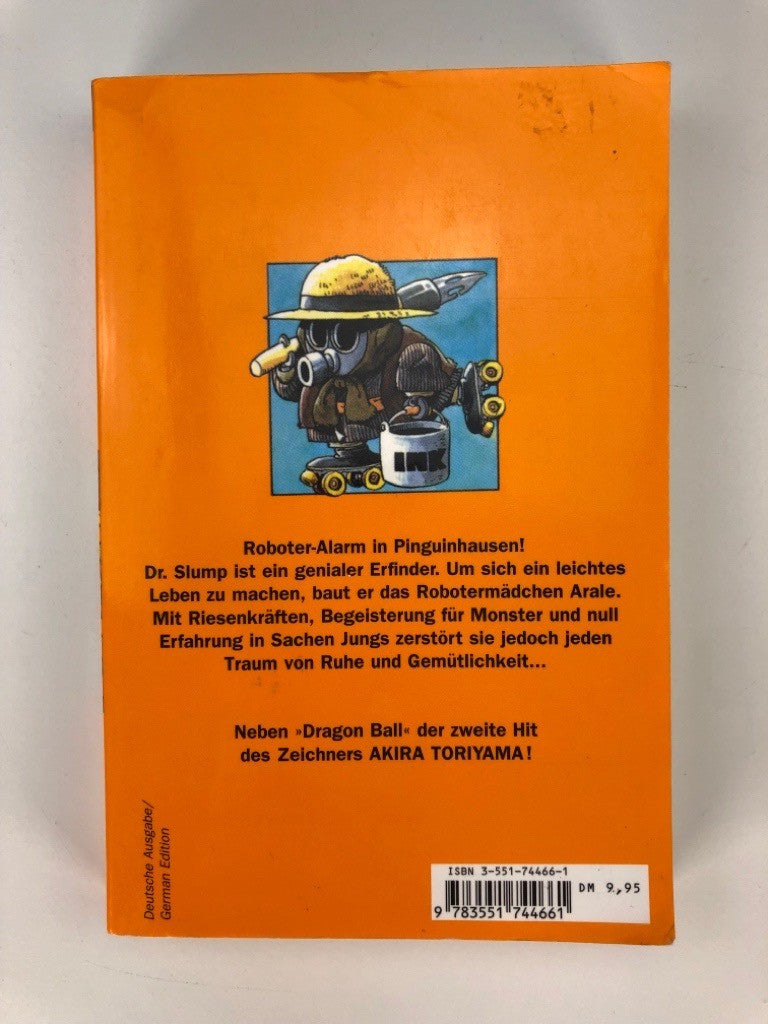 INK
Roboter-Alarm in Pinguinhausen!
Dr. Slump ist ein genialer Erfinder. Um sich ein leichtes
Leben zu machen, baut er das Robotermädchen Arale.
Mit Riesenkräften, Begeisterung für Monster und null
Erfahrung in Sachen Jungs zerstört sie jedoch jeden
Traum von Ruhe und Gemütlichkeit...
Neben »Dragon Ball« der zweite Hit
des Zeichners AKIRA TORIYAMA!
Deutsche Ausgabe/
German Edition
ISBN 3-551-74466-1
DM 9,95
9 783551 744661